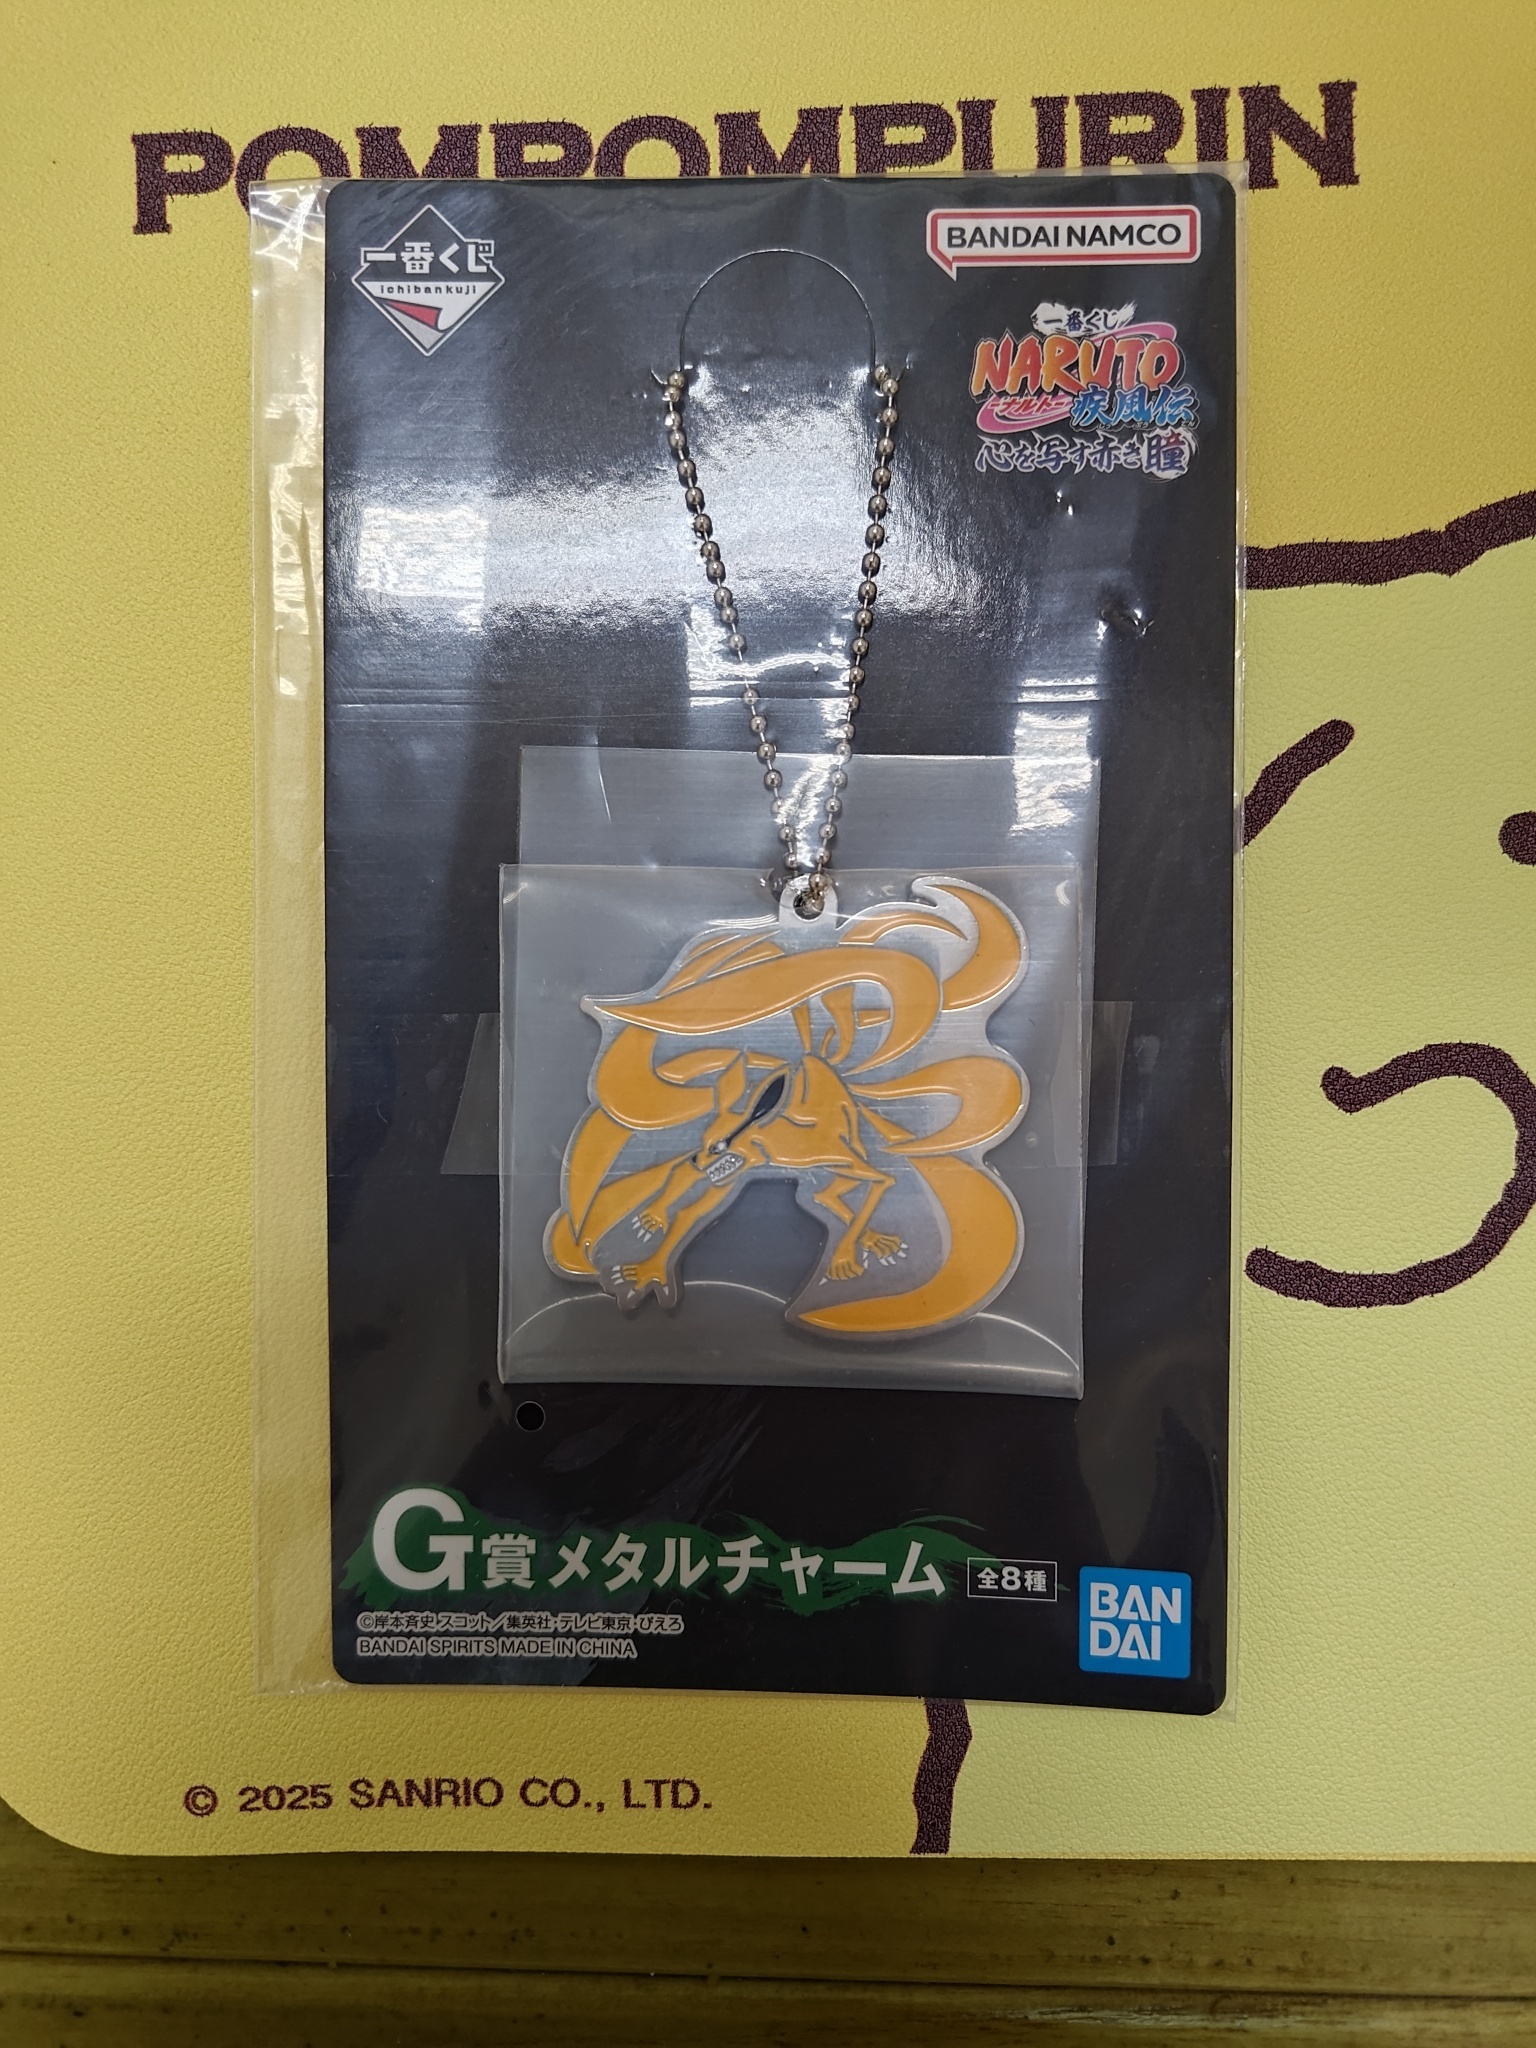 POMPOMPURIN
一番くじ
ichibankuji
BANDAI NAMCO
一番くじ
NARUTO
ナルト
疾風伝
心を写す赤き瞳
G賞メタルチャーム 全8種
©岸本斉史 スコット/集英社・テレビ東京・ぴえろ
BANDAI SPIRITS MADE IN CHINA
BAN
DAI
© 2025 SANRIO CO., LTD.